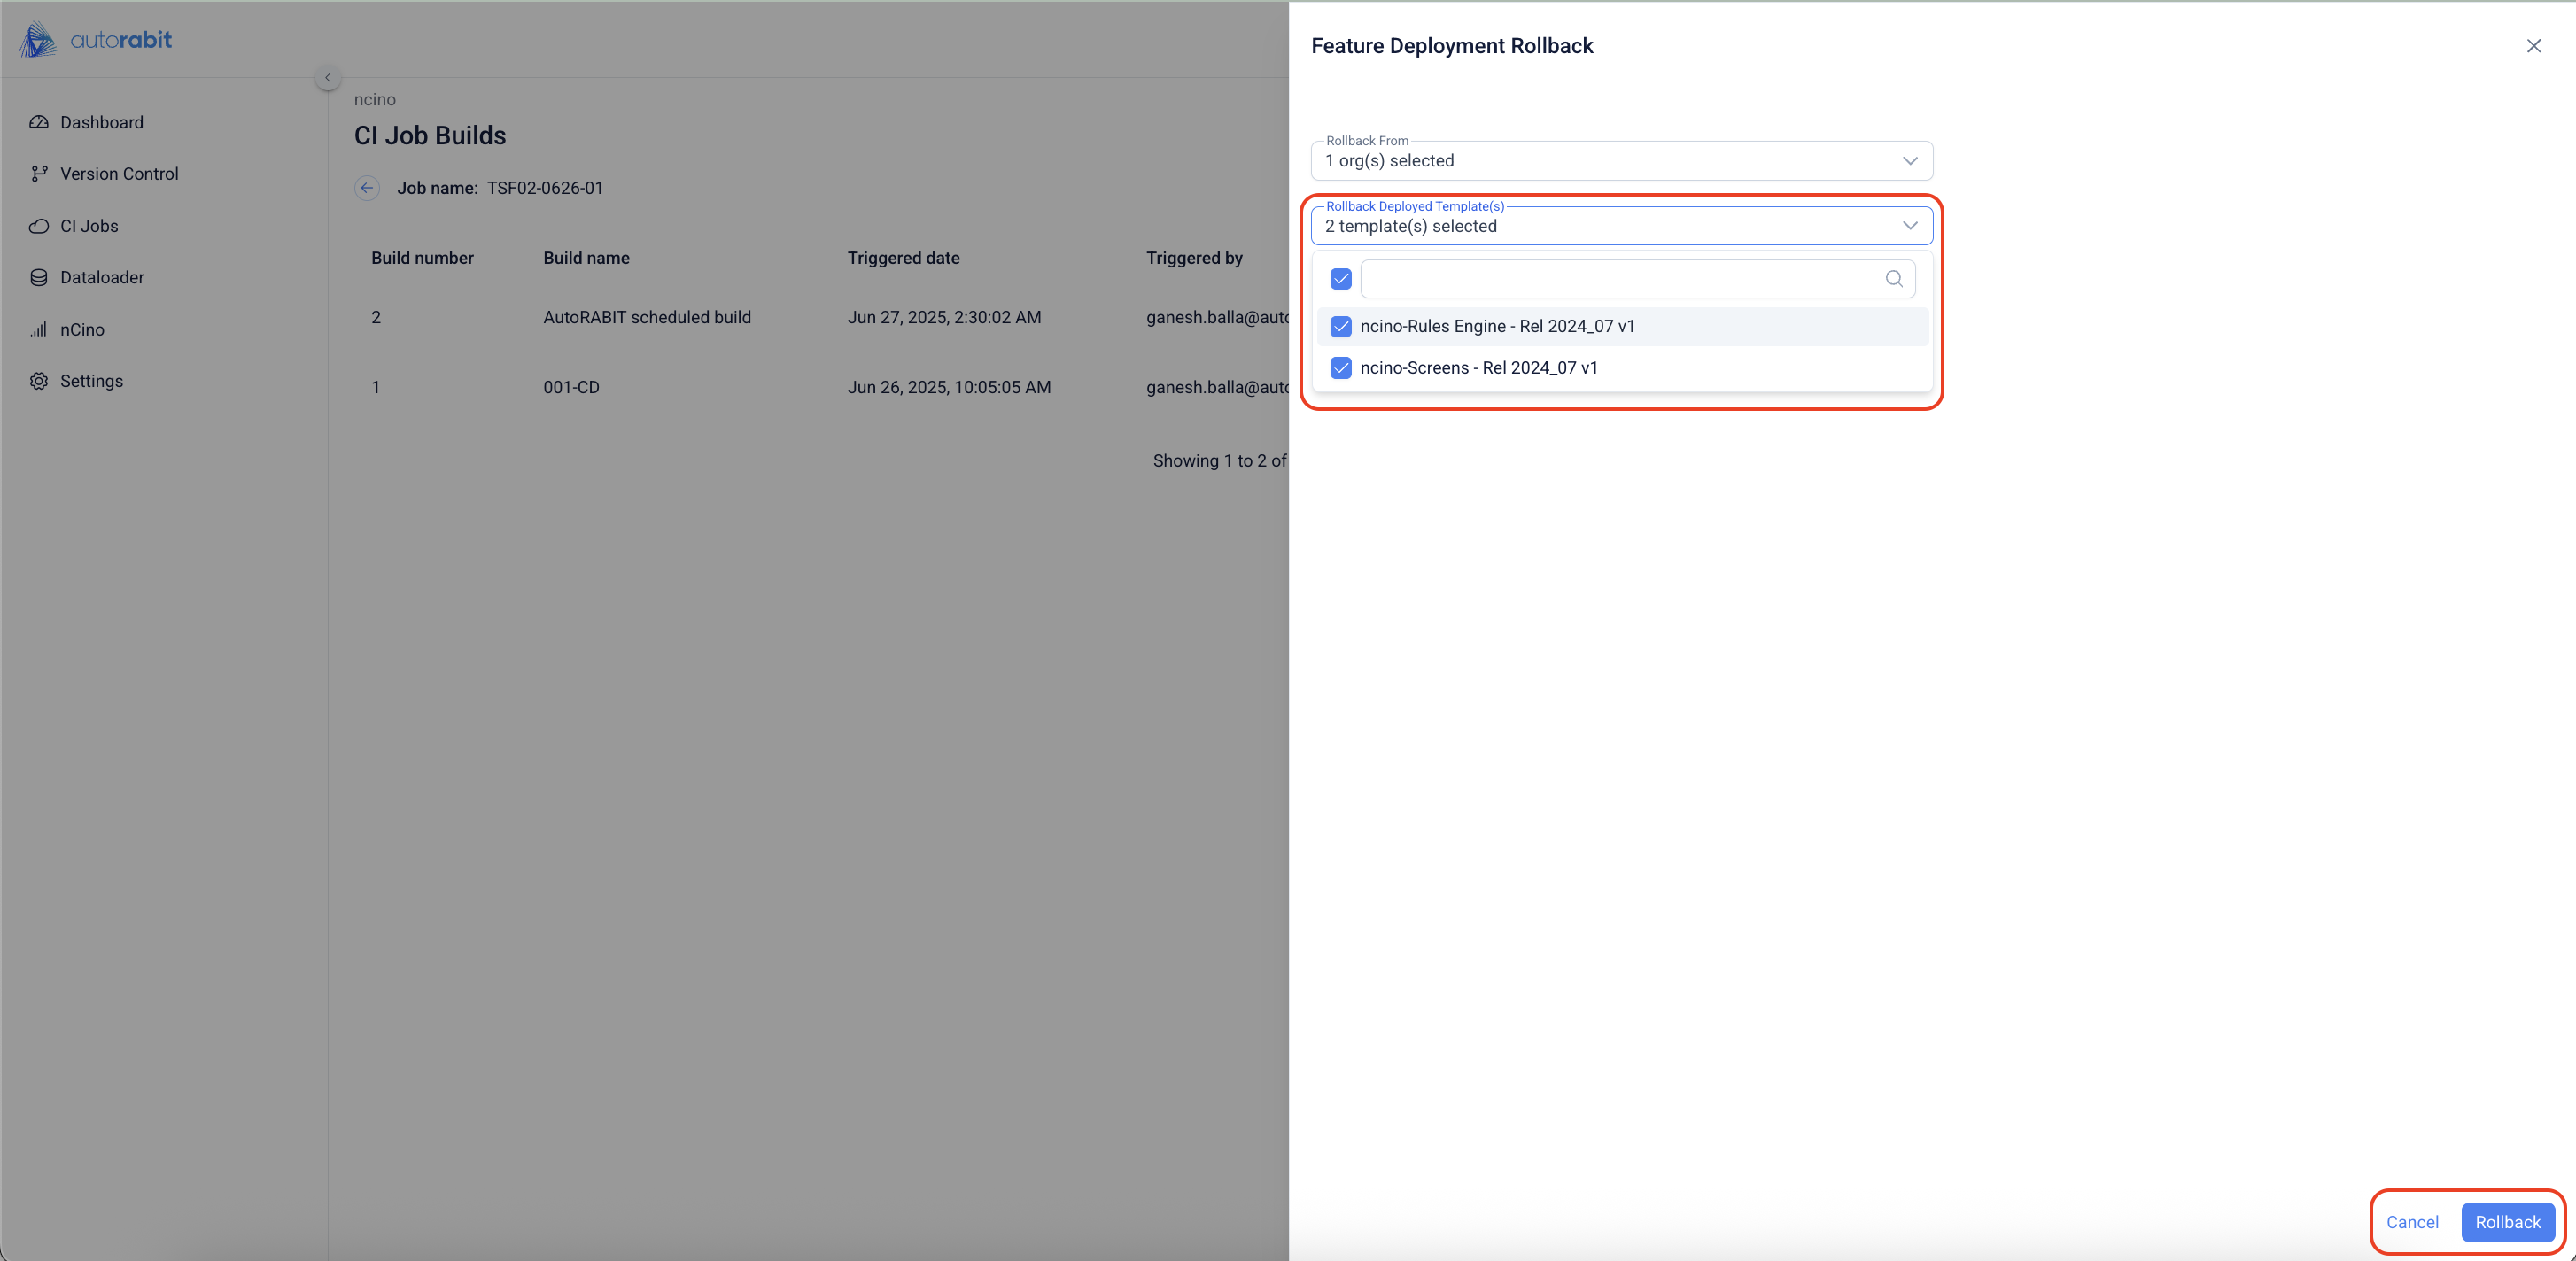 autorabit
Dashboard
Version Control
CI Jobs
Dataloader
nCino
Settings
ncino
CI Job Builds
Job name: TSF02-0626-01
Build number Build name Triggered date Triggered by
2 AutoRABIT scheduled build Jun 27, 2025, 2:30:02 AM ganesh.balla@auto
1 001-CD Jun 26, 2025, 10:05:05 AM ganesh.balla@auto
Showing 1 to 2 of
Feature Deployment Rollback
Rollback From
1 org(s) selected
Rollback Deployed Template(s)
2 template(s) selected
ncino-Rules Engine - Rel 2024_07 v1
ncino-Screens - Rel 2024_07 v1
Cancel Rollback